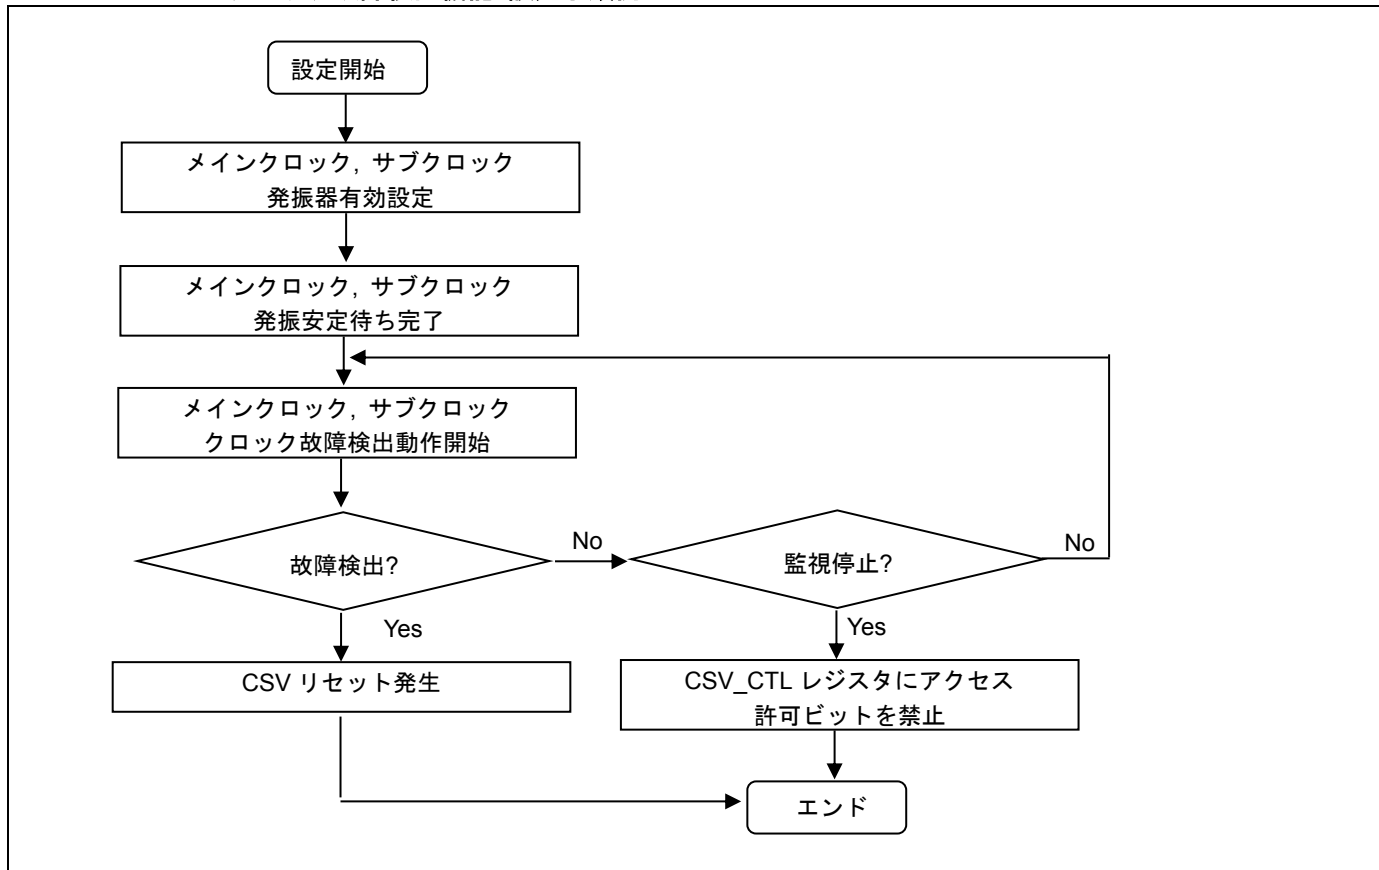 設定開始
メインクロック, サブクロック
発振器有効設定
メインクロック, サブクロック
発振安定待ち完了
メインクロック, サブクロック
クロック故障検出動作開始
故障検出?
No
監視停止?
No
Yes
Yes
CSV リセット発生
CSV_CTL レジスタにアクセス
許可ビットを禁止
エンド